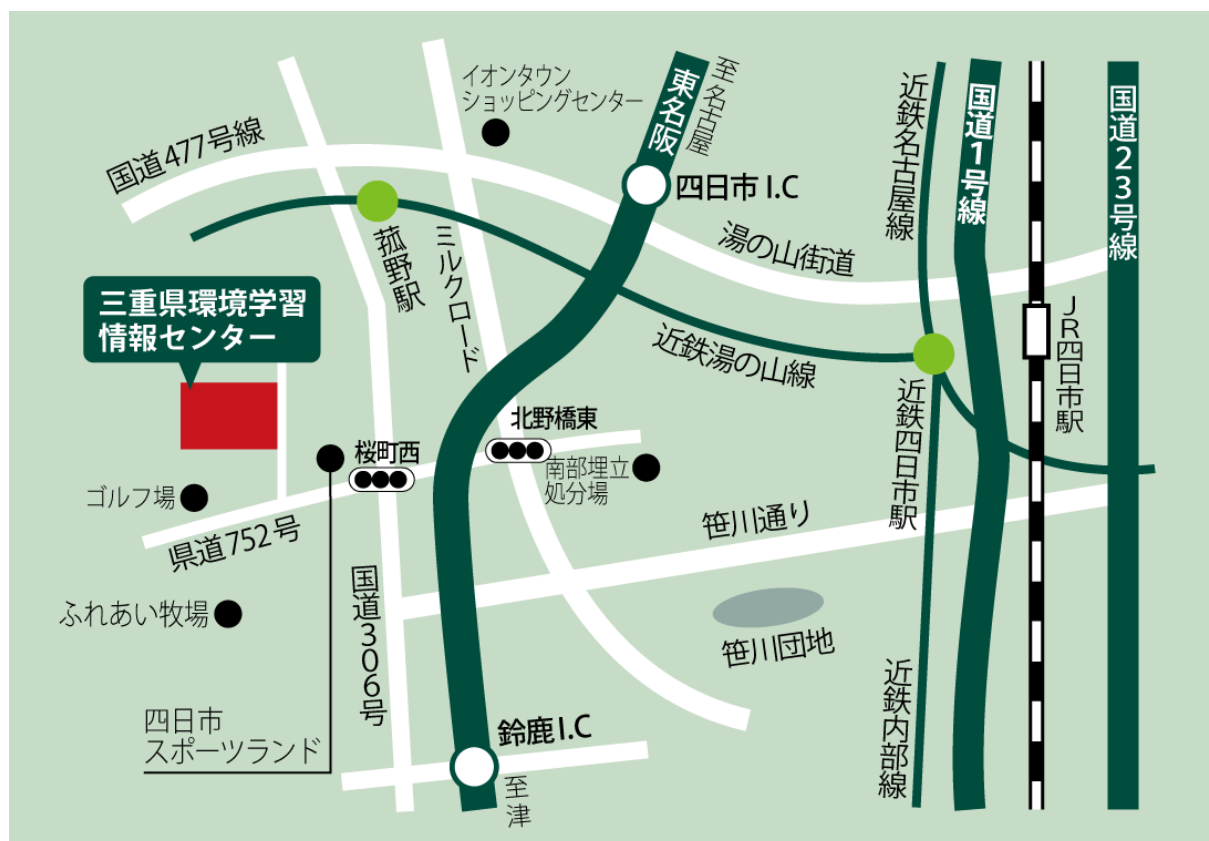 イオンタウン
ショッピングセンター
東名阪
至名古屋
国道477号線
四日市 I.C
近鉄名古屋線
国道1号線
国道23号線
菰野駅
ミルクロード
湯の山街道
三重県環境学習
情報センター
近鉄湯の山線
JR四日市駅
近鉄四日市駅
北野橋東
桜町西
南部埋立
処分場
ゴルフ場
県道752号
笹川通り
国道306号
ふれあい牧場
笹川団地
近鉄内部線
四日市
スポーツランド
鈴鹿I.C
至津